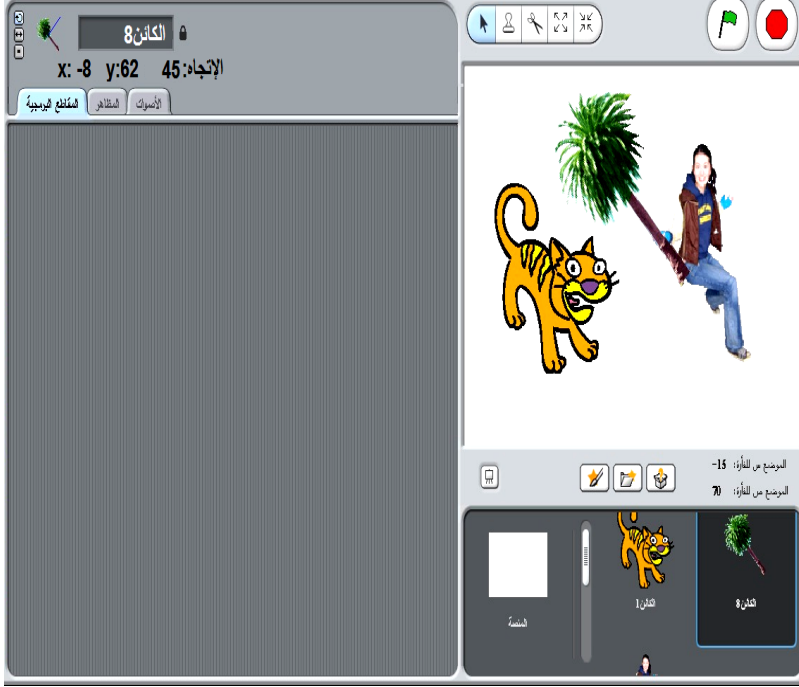 الكائن8
x: -8 y:62 الإتجاه: 45
المقاطع البرمجية المظاهر الأصوات
الموضع س للفأرة: 15-
الموضع ص للفأرة: 70
المنصة
الكائن1
الكائن8